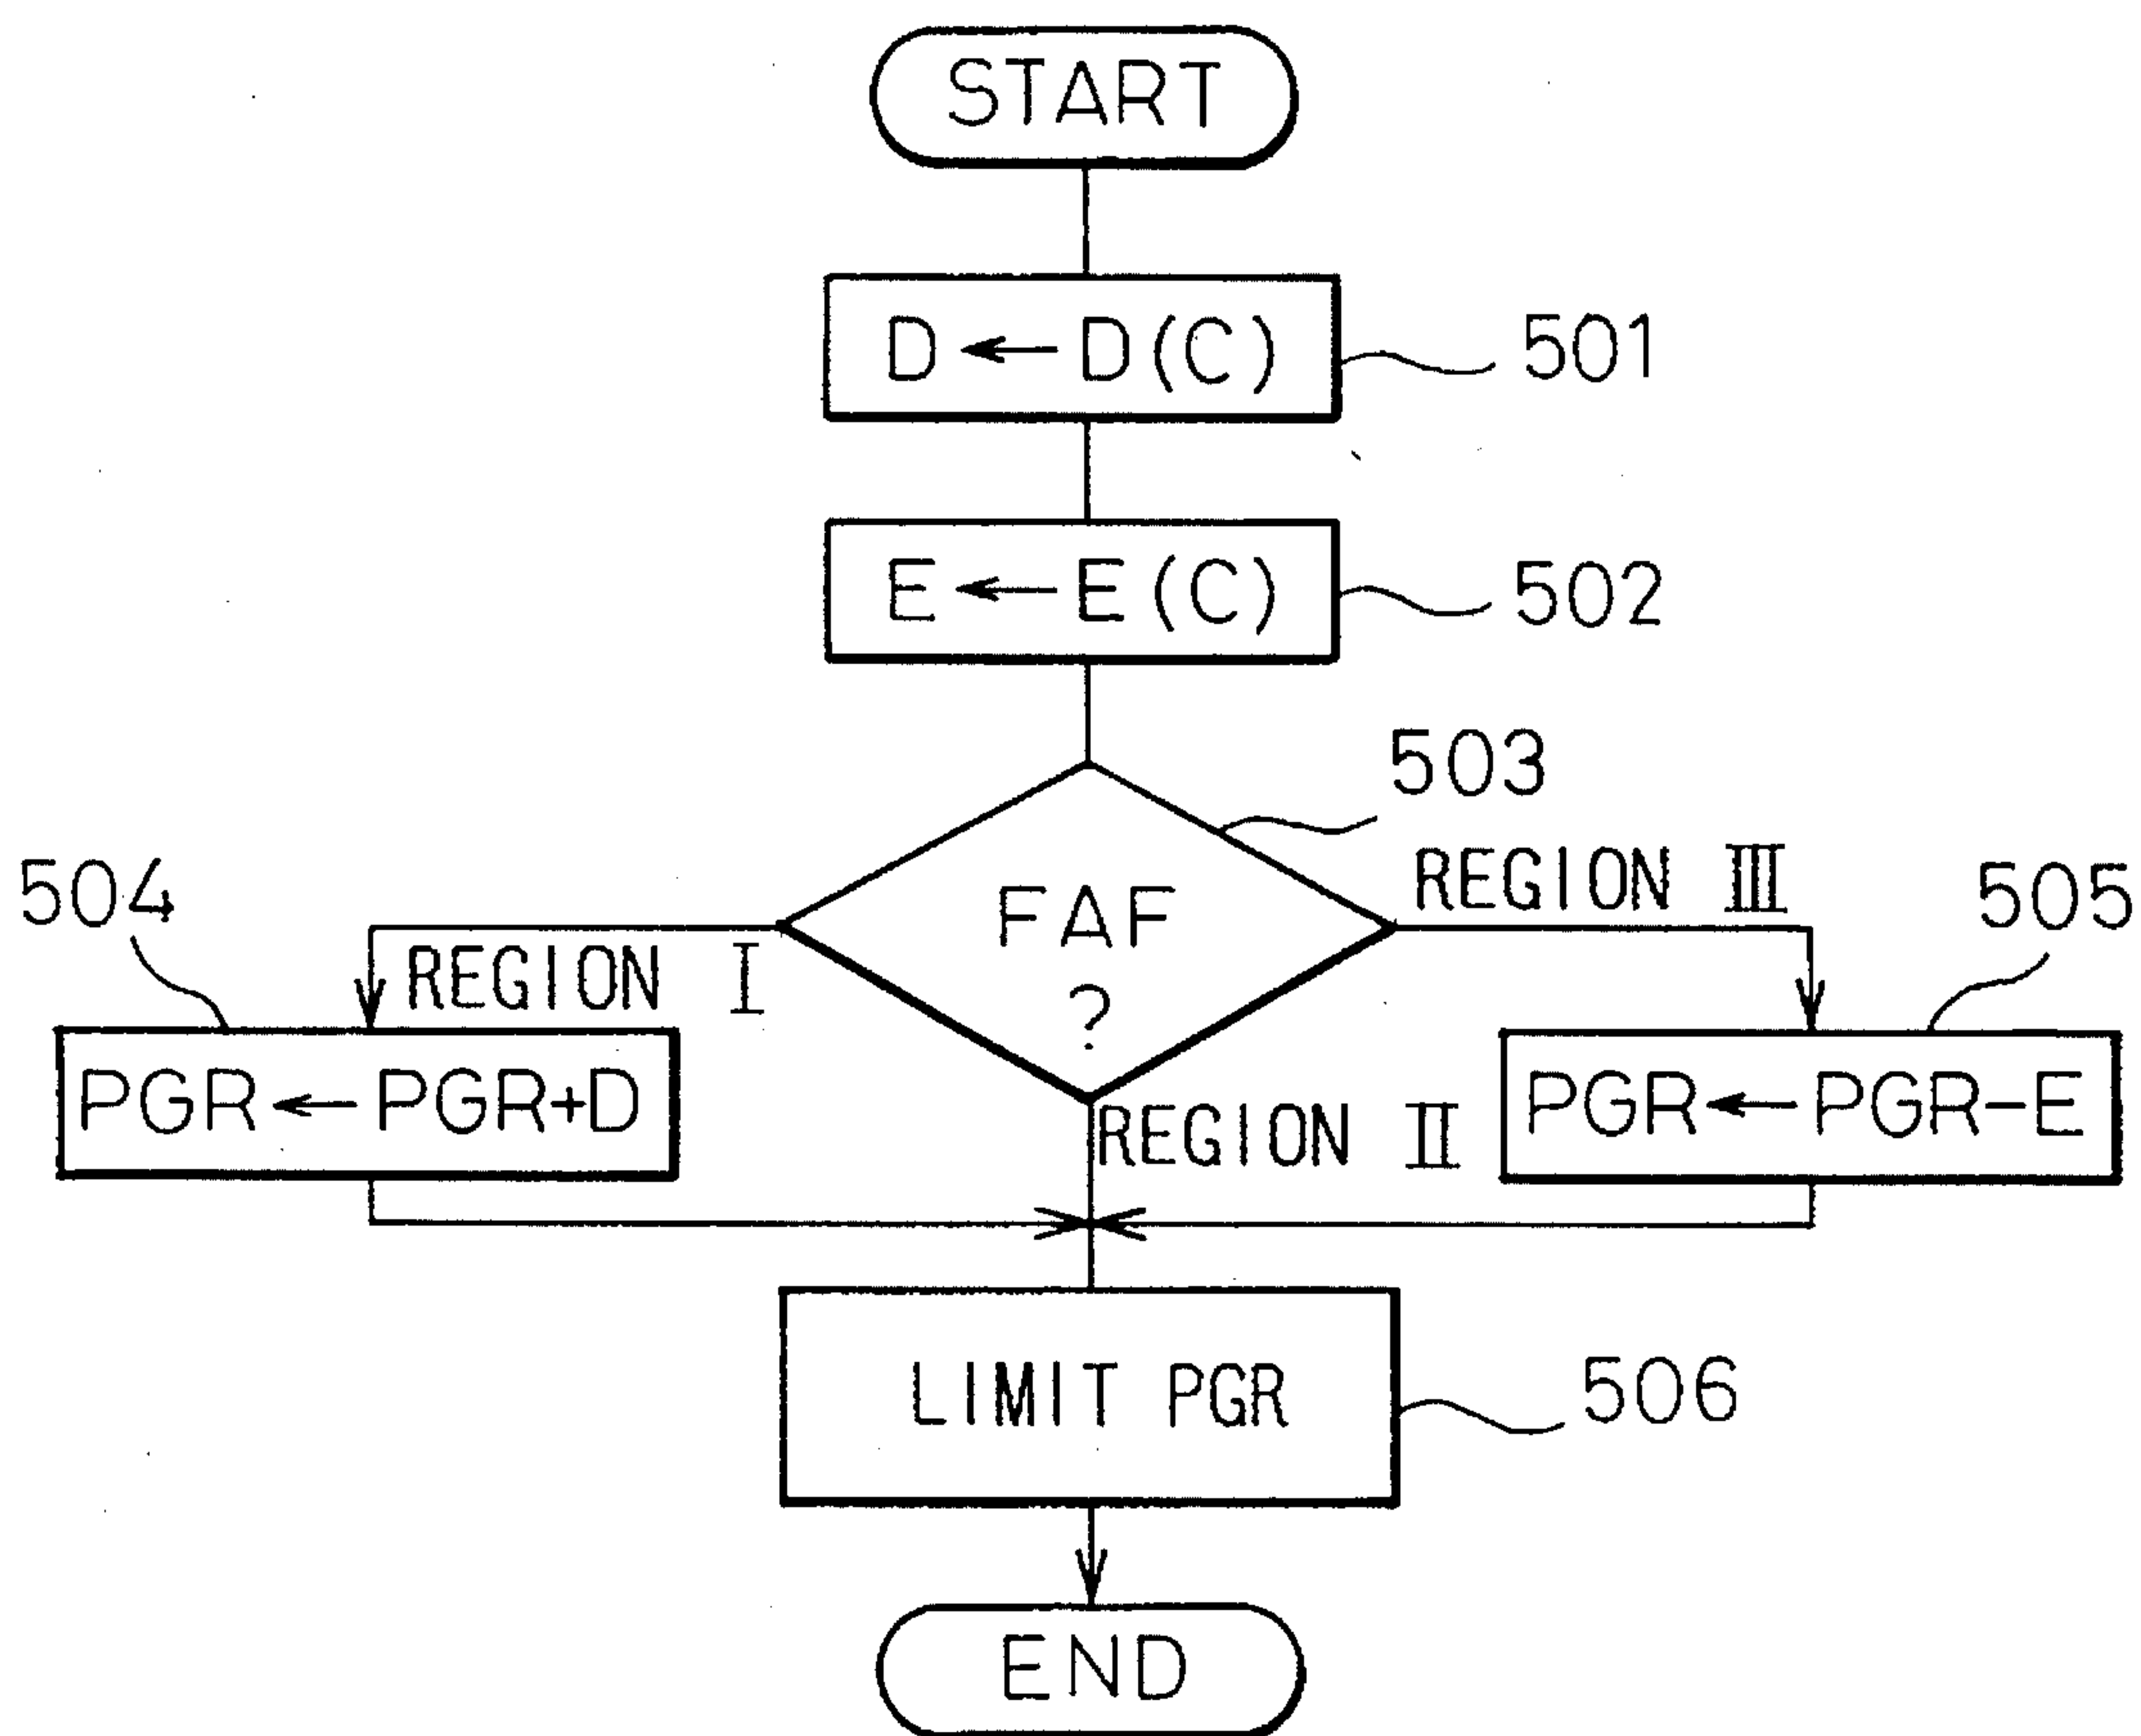 START
D ← D(C)
501
E ← E(C)
502
503
FAF
?
REGION III
REGION I
504
505
PGR ← PGR+D
PGR ← PGR−E
REGION II
LIMIT PGR
506
END